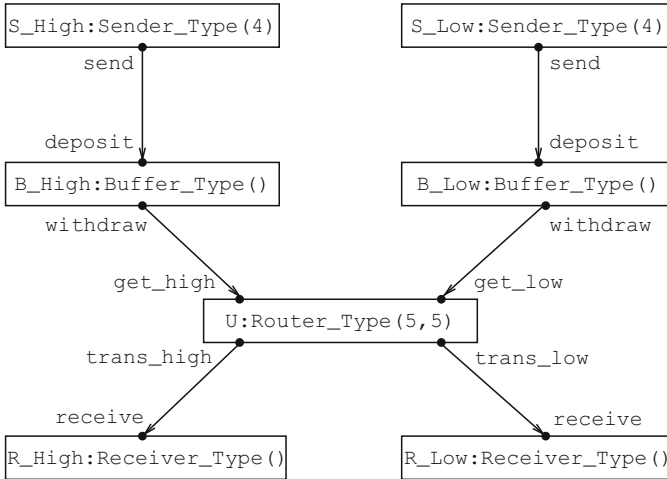 S_High:Sender_Type(4) S_Low:Sender_Type(4)
send send
deposit deposit
B_High:Buffer_Type() B_Low:Buffer_Type()
withdraw withdraw
get_high get_low
U:Router_Type(5,5)
trans_high trans_low
receive receive
R_High:Receiver_Type() R_Low:Receiver_Type()